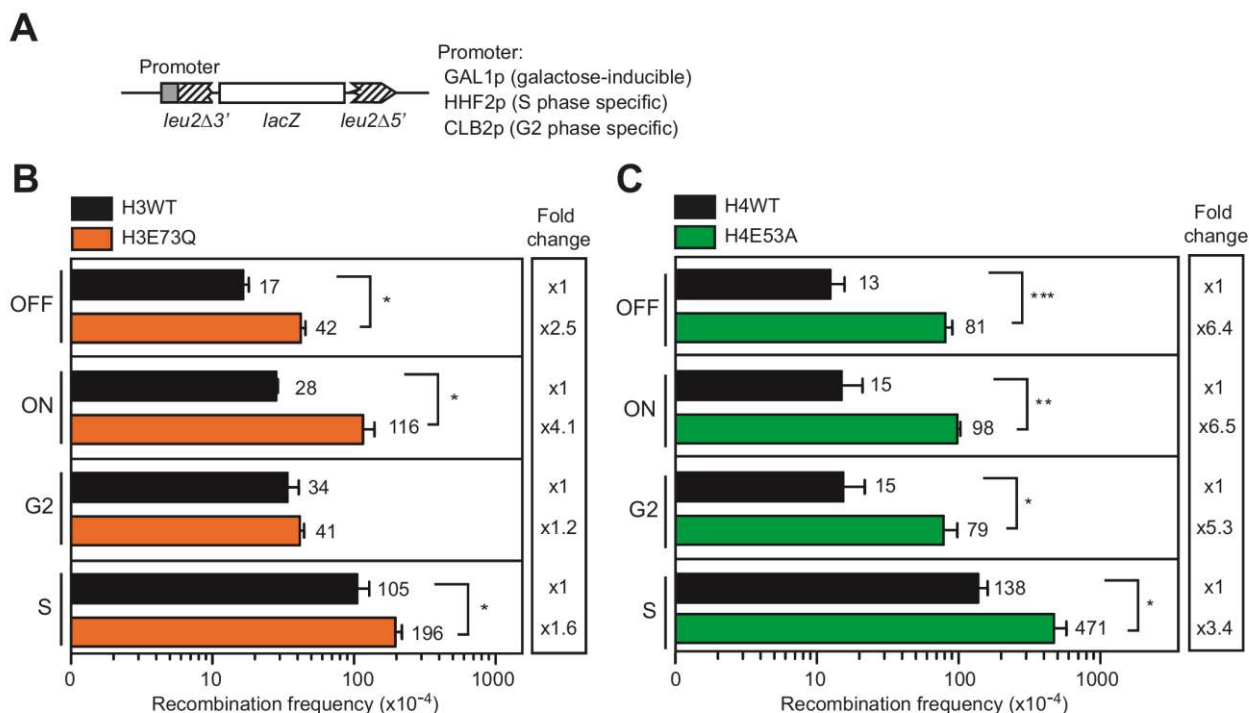 A
Promoter
leu2Δ3'
lacZ
leu2Δ5'
Promoter:
GAL1p (galactose-inducible)
HHF2p (S phase specific)
CLB2p (G2 phase specific)
B
H3WT
H3E73Q
Fold
change
OFF
17
*
x1
42
x2.5
ON
28
*
x1
116
x4.1
G2
34
x1
41
x1.2
S
105
*
x1
196
x1.6
0
10
100
1000
Recombination frequency (x10⁻⁴)
C
H4WT
H4E53A
Fold
change
OFF
13
***
x1
81
x6.4
ON
15
**
x1
98
x6.5
G2
15
*
x1
79
x5.3
S
138
*
x1
471
x3.4
0
10
100
1000
Recombination frequency (x10⁻⁴)